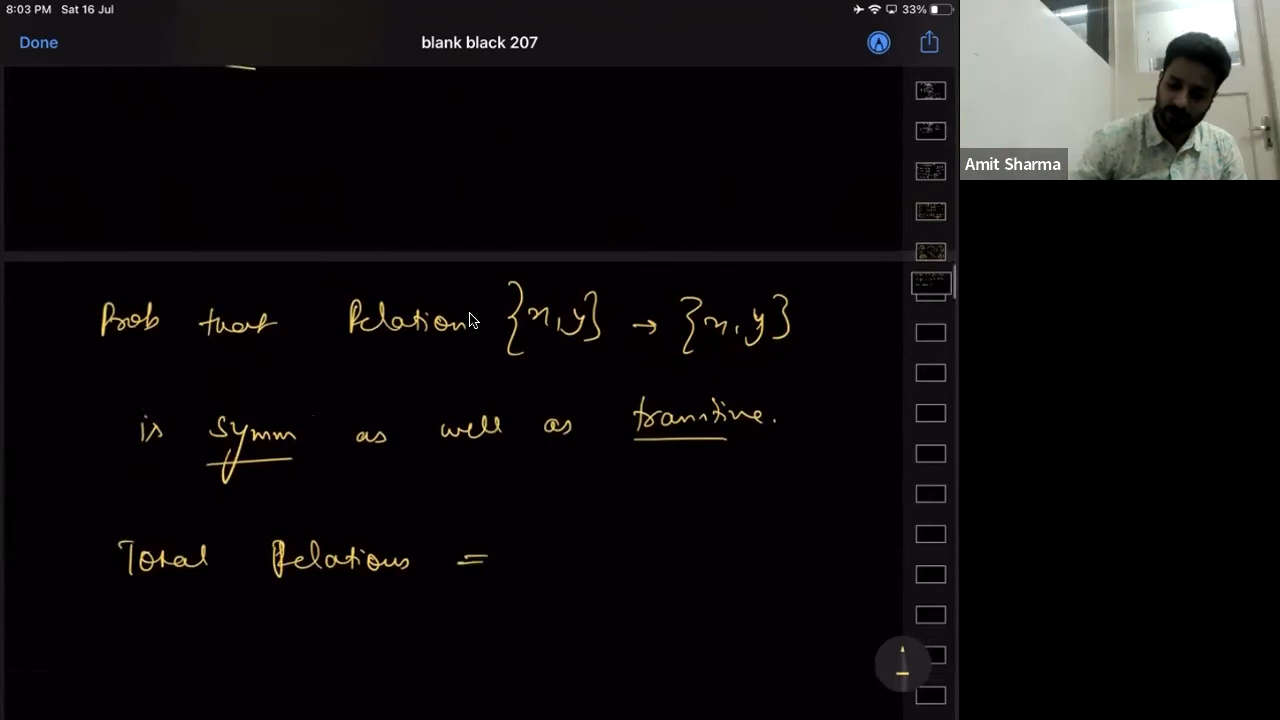 8:03 PM Sat 16 Jul
33%
Done
blank black 207
Amit Sharma
Prob that Relation {x,y} → {x,y}
is symm as well as transitive.
Total Relations =